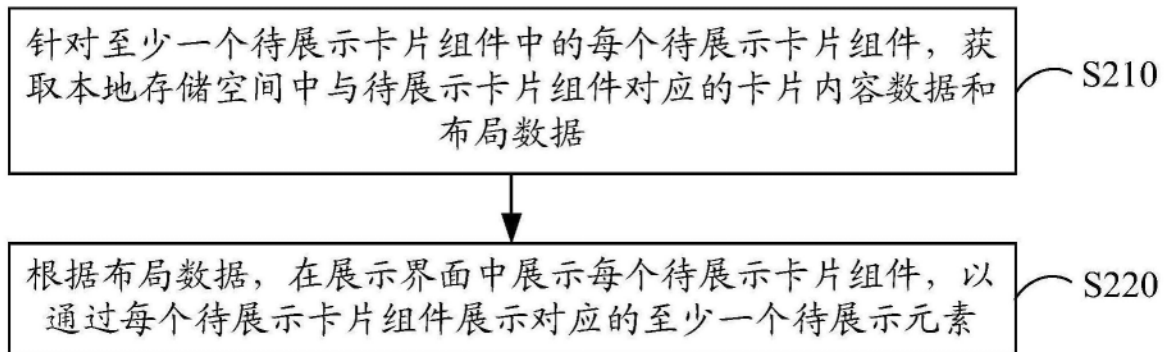 针对至少一个待展示卡片组件中的每个待展示卡片组件，获
取本地存储空间中与待展示卡片组件对应的卡片内容数据和
布局数据
S210
根据布局数据，在展示界面中展示每个待展示卡片组件，以
通过每个待展示卡片组件展示对应的至少一个待展示元素
S220